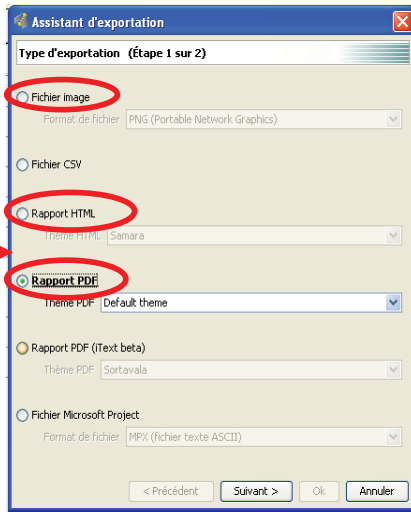 Assistant d'exportation
Type d'exportation (Étape 1 sur 2)
Fichier image
Format de fichier PNG (Portable Network Graphics)
Fichier CSV
Rapport HTML
Thème HTML Samara
Rapport PDF
Thème PDF Default theme
Rapport PDF (iText beta)
Thème PDF Sortavala
Fichier Microsoft Project
Format de fichier MPX (fichier texte ASCII)
< Précédent Suivant > Ok Annuler